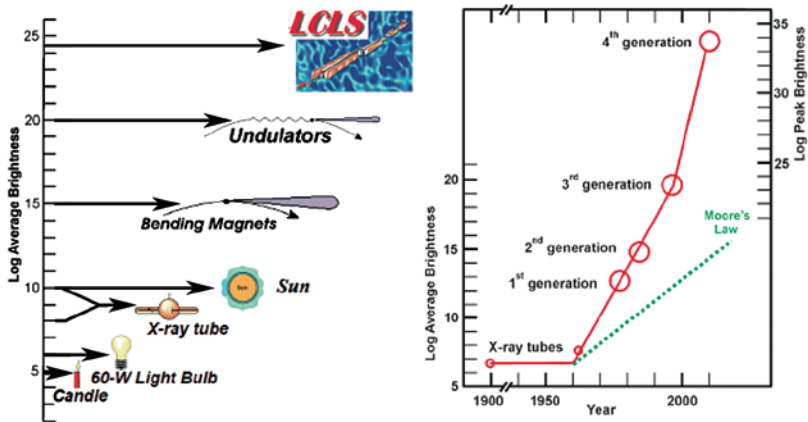 LCLS
25
20
15
10
5
Log Average Brightness
Undulators
Bending Magnets
Sun
Sun
X-ray tube
60-W Light Bulb
Candle
4th generation
3rd generation
2nd generation
1st generation
X-ray tubes
Moore's
Law
20
15
10
5
Log Average Brightness
35
30
25
Log Peak Brightness
1900
1950
2000
Year